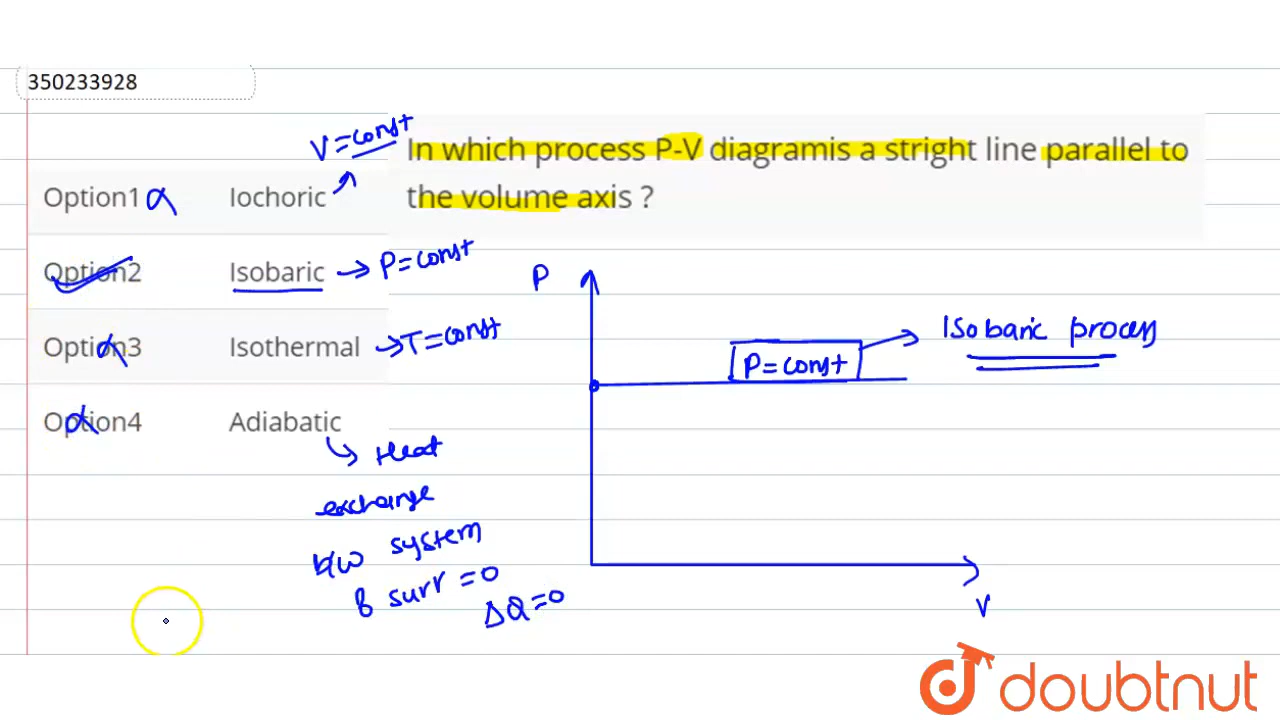 350233928
In which process P-V diagramis a stright line parallel to
the volume axis ?
Option1 Iochoric
V=const
Option2 Isobaric
→ P=const
Option3 Isothermal
→ T=const
Option4 Adiabatic
Heat
exchange
b/w system
& surr =0
ΔQ=0
P
P=const
Isobaric process
V
doubtnut